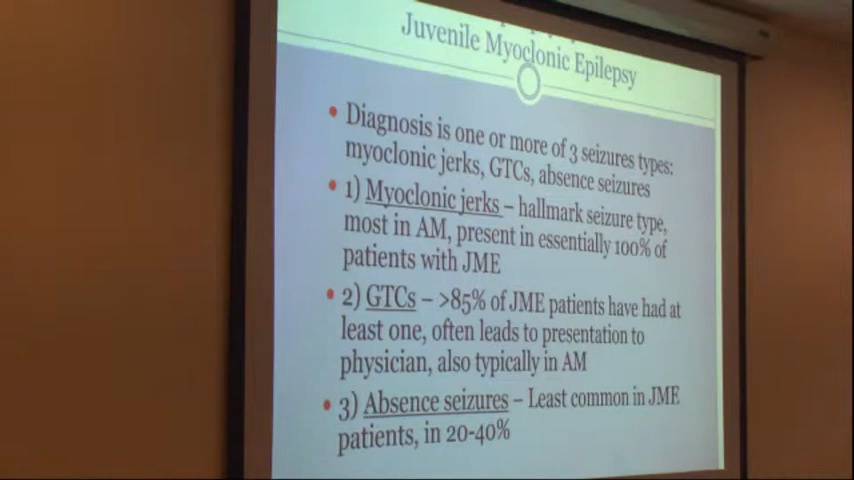 Juvenile Myoclonic Epilepsy
• Diagnosis is one or more of 3 seizures types:
myoclonic jerks, GTCs, absence seizures
• 1) Myoclonic jerks – hallmark seizure type,
most in AM, present in essentially 100% of
patients with JME
• 2) GTCs – >85% of JME patients have had at
least one, often leads to presentation to
physician, also typically in AM
• 3) Absence seizures – Least common in JME
patients, in 20-40%